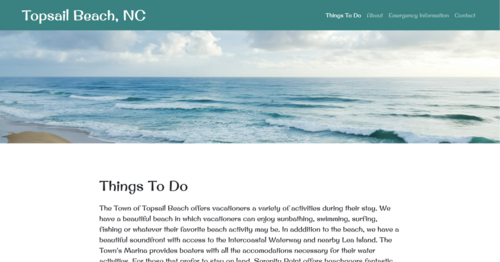 Topsail Beach, NC
Things To Do About Emergency Information Contact
Things To Do
The Town of Topsail Beach offers vacationers a variety of activities during their stay. We
have a beautiful beach in which vacationers can enjoy sunbathing, swimming, surfing,
fishing or whatever their favorite beach activity may be. In adddition to the beach, we have a
beautiful soundfront with access to the Intercoastal Waterway and nearby Lea Island. The
Town's Marina provides boaters with all the accomodations necessary for their water
activities. For those that prefer to stay on land, Serenity Point offers beachgoers fantastic